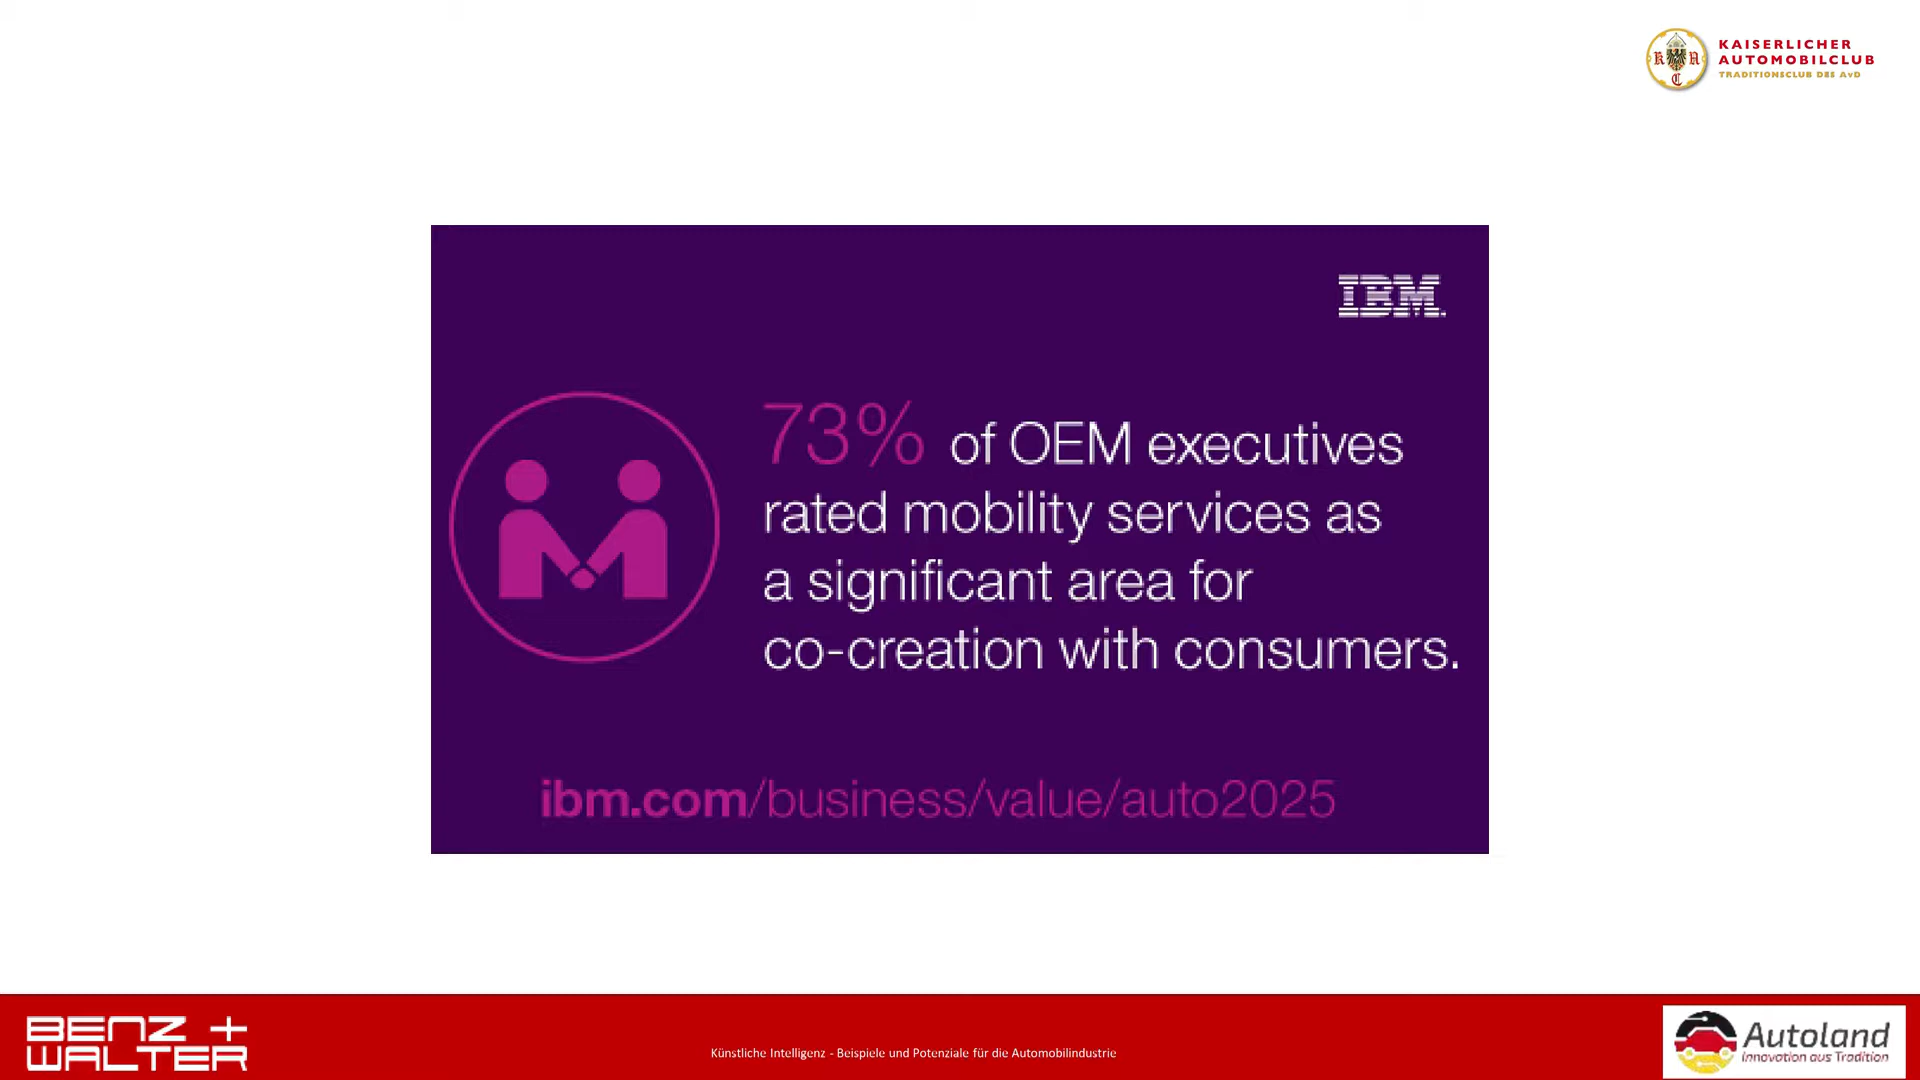 K A C
KAISERLICHER
AUTOMOBILCLUB
TRADITIONSCLUB DES AvD
IBM
73% of OEM executives
rated mobility services as
a significant area for
co-creation with consumers.
ibm.com/business/value/auto2025
BENZ +
WALTER
Künstliche Intelligenz - Beispiele und Potenziale für die Automobilindustrie
Autoland
Innovation aus Tradition